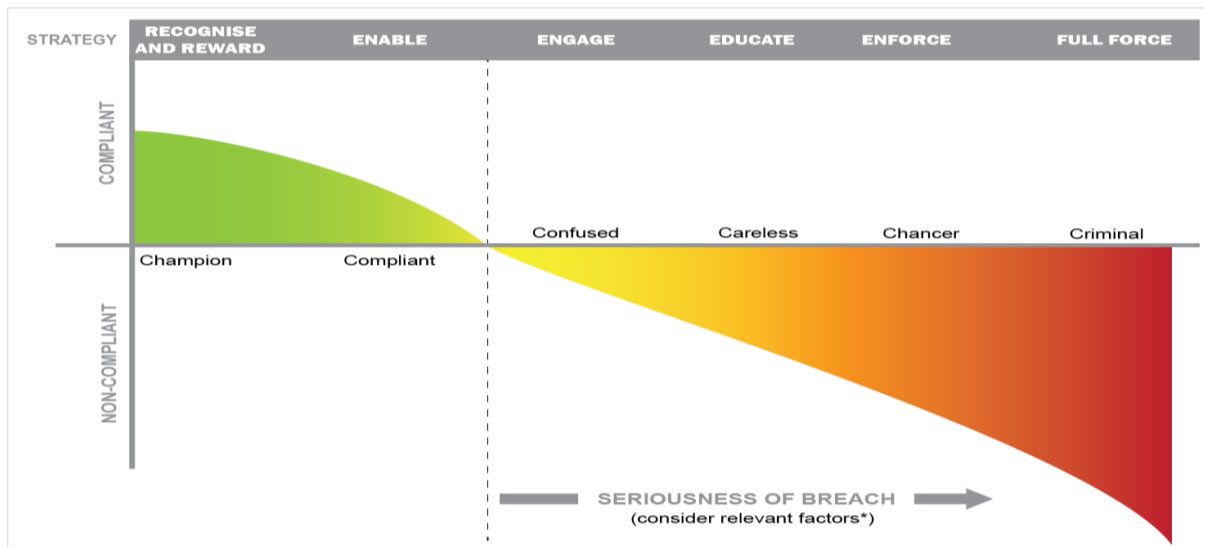 STRATEGY
RECOGNISE
AND REWARD
ENABLE
ENGAGE
EDUCATE
ENFORCE
FULL FORCE
COMPLIANT
Confused
Careless
Chancer
Criminal
Champion
Compliant
NON-COMPLIANT
SERIOUSNESS OF BREACH
(consider relevant factors*)